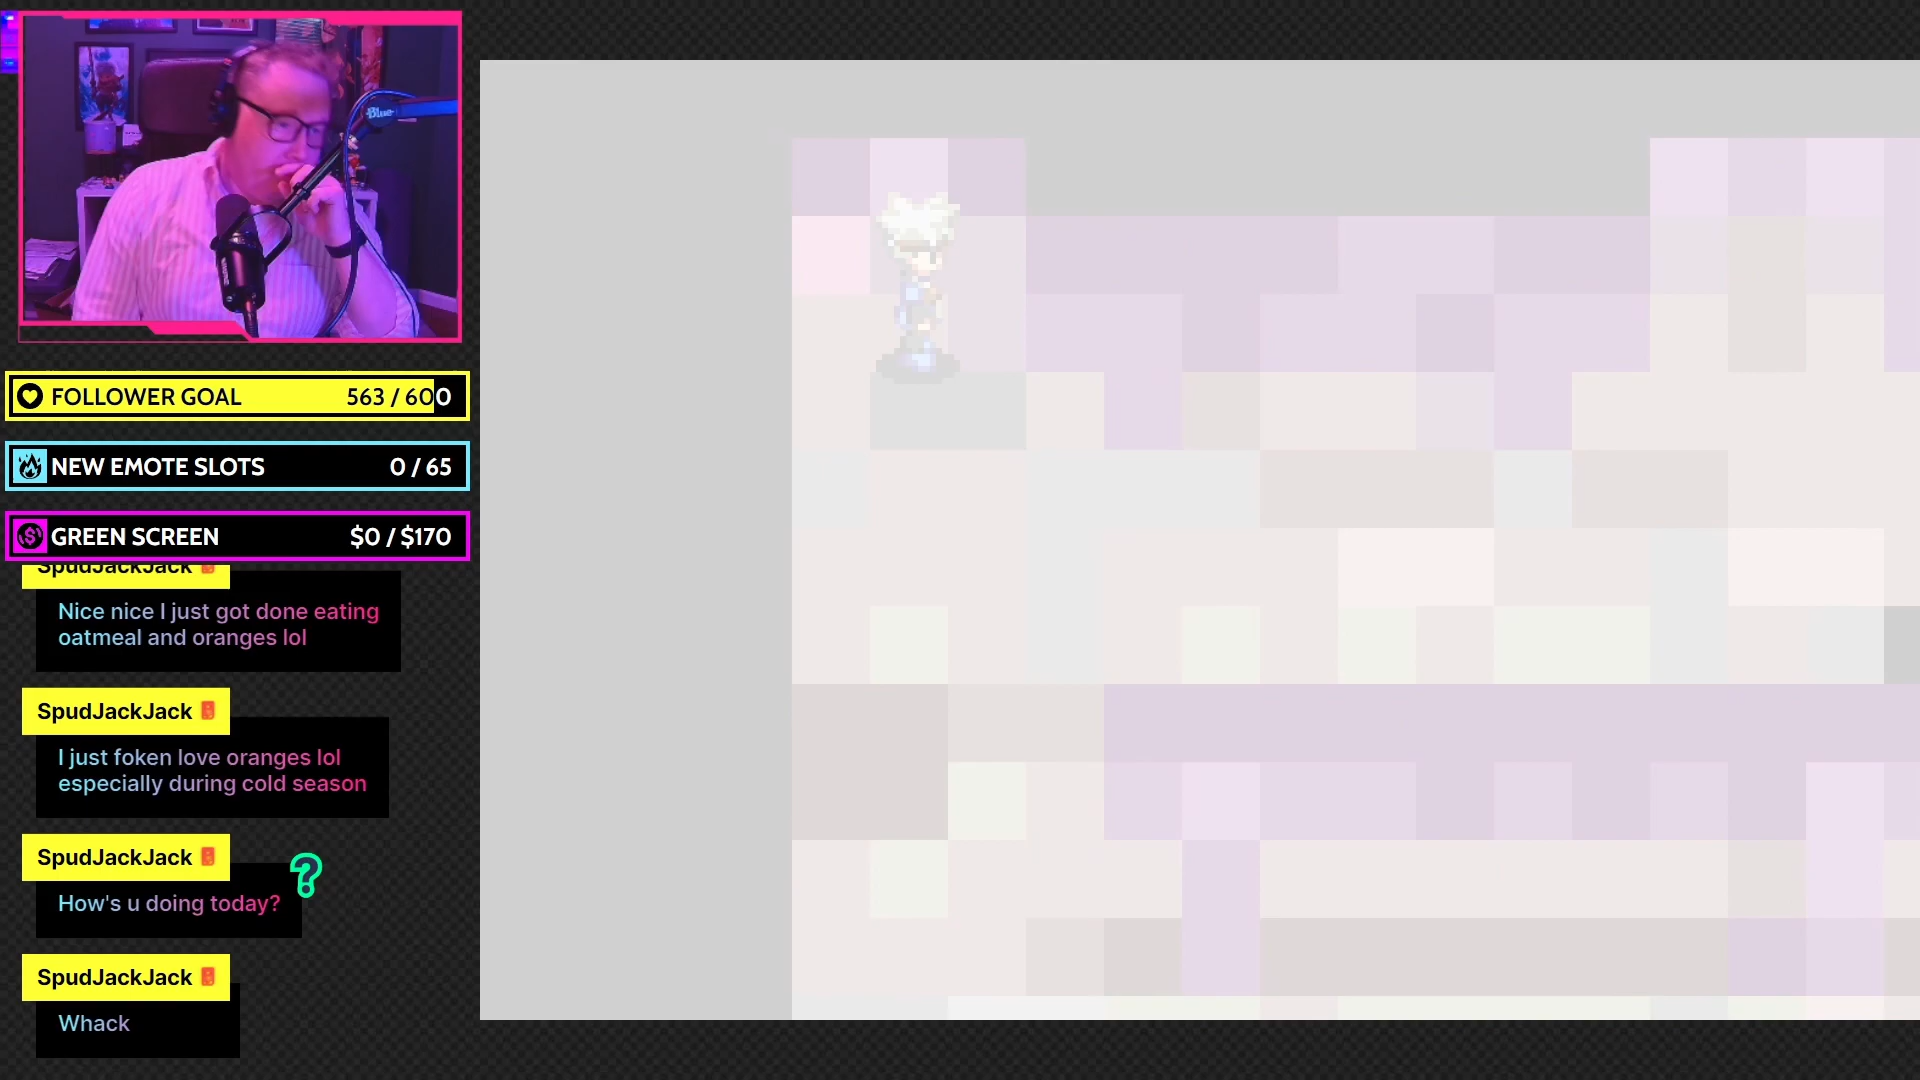 Blue
FOLLOWER GOAL 563 / 600
NEW EMOTE SLOTS 0 / 65
GREEN SCREEN $0 / $170
SpudJackJack
Nice nice I just got done eating
oatmeal and oranges lol
SpudJackJack
I just foken love oranges lol
especially during cold season
SpudJackJack
How's u doing today?
?
SpudJackJack
Whack